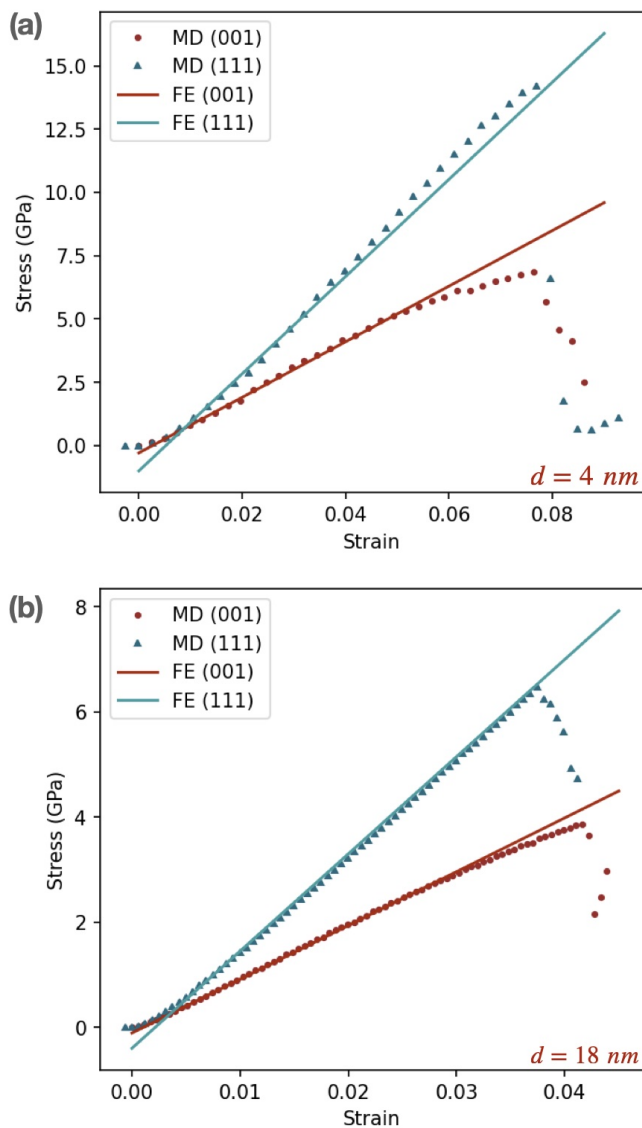 (a)
MD (001)
MD (111)
FE (001)
FE (111)
15.0
12.5
10.0
7.5
5.0
2.5
0.0
Stress (GPa)
d = 4 nm
0.00 0.02 0.04 0.06 0.08
Strain
(b)
MD (001)
MD (111)
FE (001)
FE (111)
8
6
4
2
0
Stress (GPa)
d = 18 nm
0.00 0.01 0.02 0.03 0.04
Strain